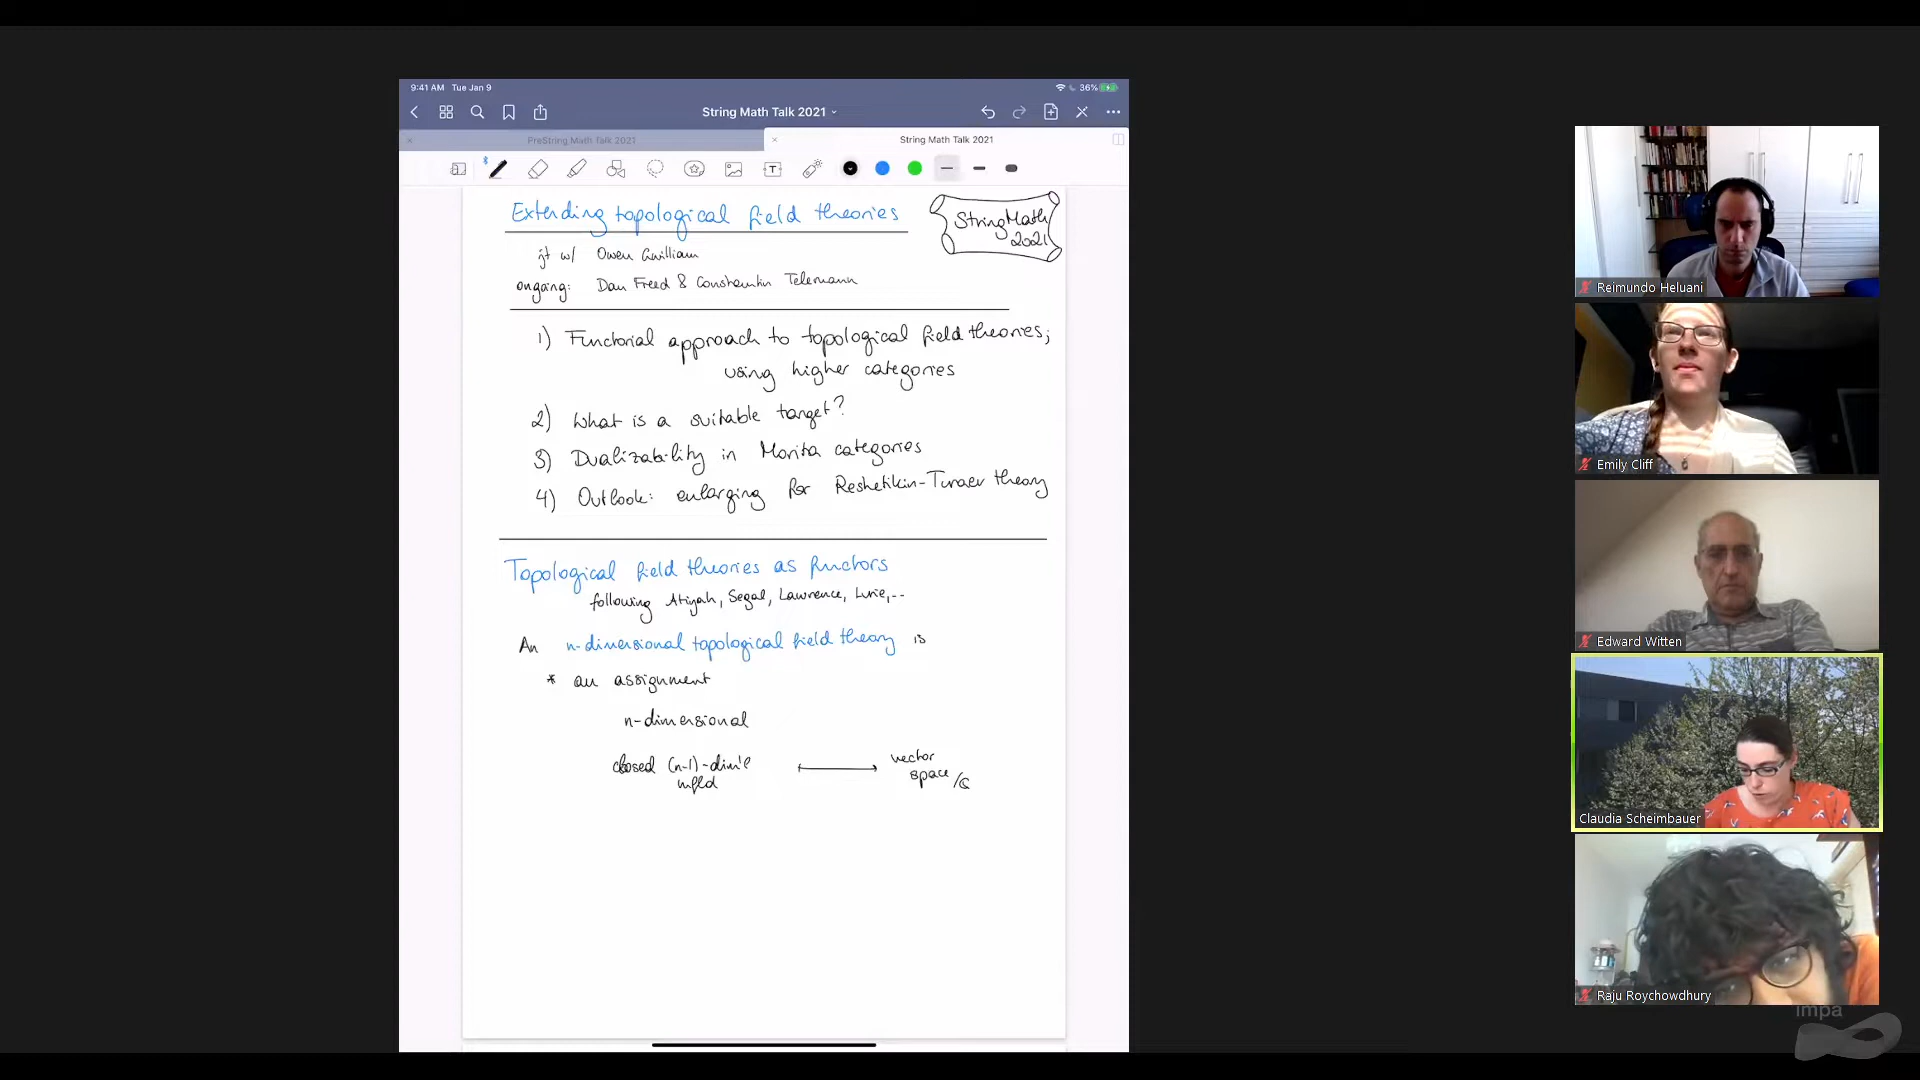 9:41 AM Tue Jan 9
36%
String Math Talk 2021
PreString Math Talk 2021
String Math Talk 2021
Extending topological field theories
StringMath
2021
jt w/ Owen Gwilliam
ongoing: Dan Freed & Constantin Telemann
1) Functorial approach to topological field theories;
using higher categories
2) What is a suitable target?
3) Dualizability in Morita categories
4) Outlook: enlarging for Reshetikin-Turaev theory
Topological field theories as functors
following Atiyah, Segal, Lawrence, Lurie,...
An n-dimensional topological field theory is
* an assignment
n-dimensional
closed (n-1)-dim'l
mfld
vector
space/
Reimundo Heluani
Emily Cliff
Edward Witten
Claudia Scheimbauer
Raju Roychowdhury
impa